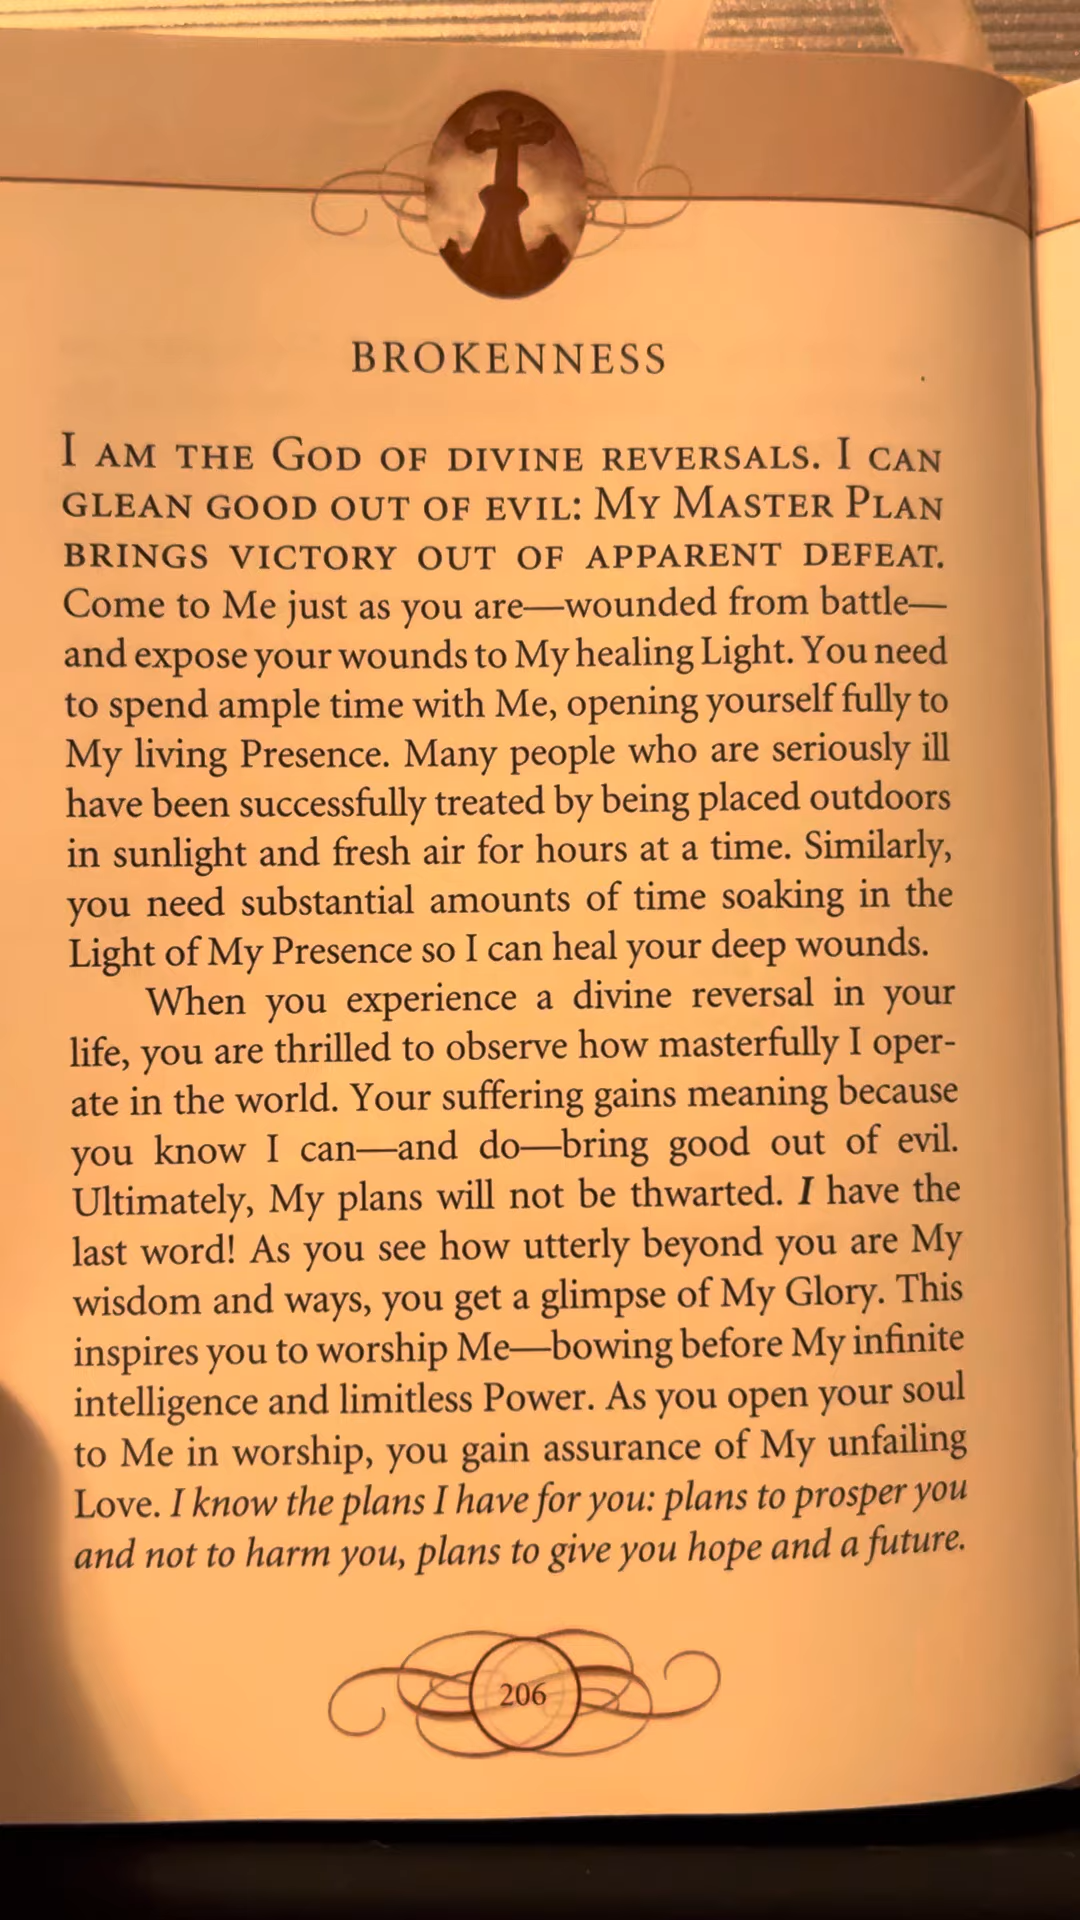 BROKENNESS
I AM THE GOD OF DIVINE REVERSALS. I CAN
GLEAN GOOD OUT OF EVIL: MY MASTER PLAN
BRINGS VICTORY OUT OF APPARENT DEFEAT.
Come to Me just as you are—wounded from battle—
and expose your wounds to My healing Light. You need
to spend ample time with Me, opening yourself fully to
My living Presence. Many people who are seriously ill
have been successfully treated by being placed outdoors
in sunlight and fresh air for hours at a time. Similarly,
you need substantial amounts of time soaking in the
Light of My Presence so I can heal your deep wounds.
When you experience a divine reversal in your
life, you are thrilled to observe how masterfully I oper-
ate in the world. Your suffering gains meaning because
you know I can—and do—bring good out of evil.
Ultimately, My plans will not be thwarted. I have the
last word! As you see how utterly beyond you are My
wisdom and ways, you get a glimpse of My Glory. This
inspires you to worship Me—bowing before My infinite
intelligence and limitless Power. As you open your soul
to Me in worship, you gain assurance of My unfailing
Love. I know the plans I have for you: plans to prosper you
and not to harm you, plans to give you hope and a future.
206